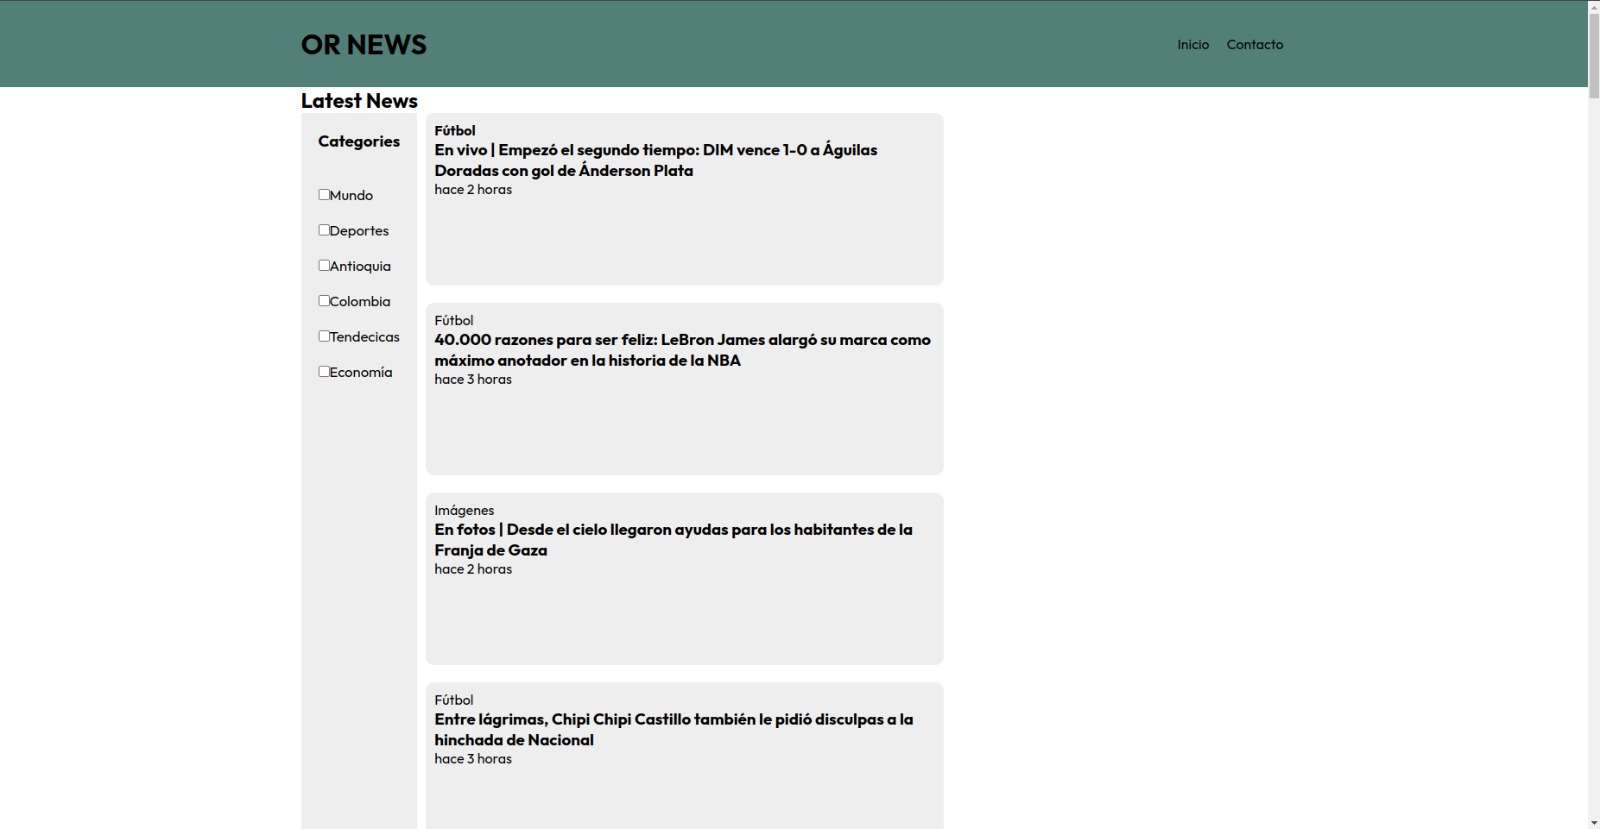 OR NEWS
Inicio
Contacto
Latest News
Categories
Mundo
Deportes
Antioquia
Colombia
Tendecicas
Economía
Fútbol
En vivo | Empezó el segundo tiempo: DIM vence 1-0 a Águilas
Doradas con gol de Ánderson Plata
hace 2 horas
Fútbol
40.000 razones para ser feliz: LeBron James alargó su marca como
máximo anotador en la historia de la NBA
hace 3 horas
Imágenes
En fotos | Desde el cielo llegaron ayudas para los habitantes de la
Franja de Gaza
hace 2 horas
Fútbol
Entre lágrimas, Chipi Chipi Castillo también le pidió disculpas a la
hinchada de Nacional
hace 3 horas